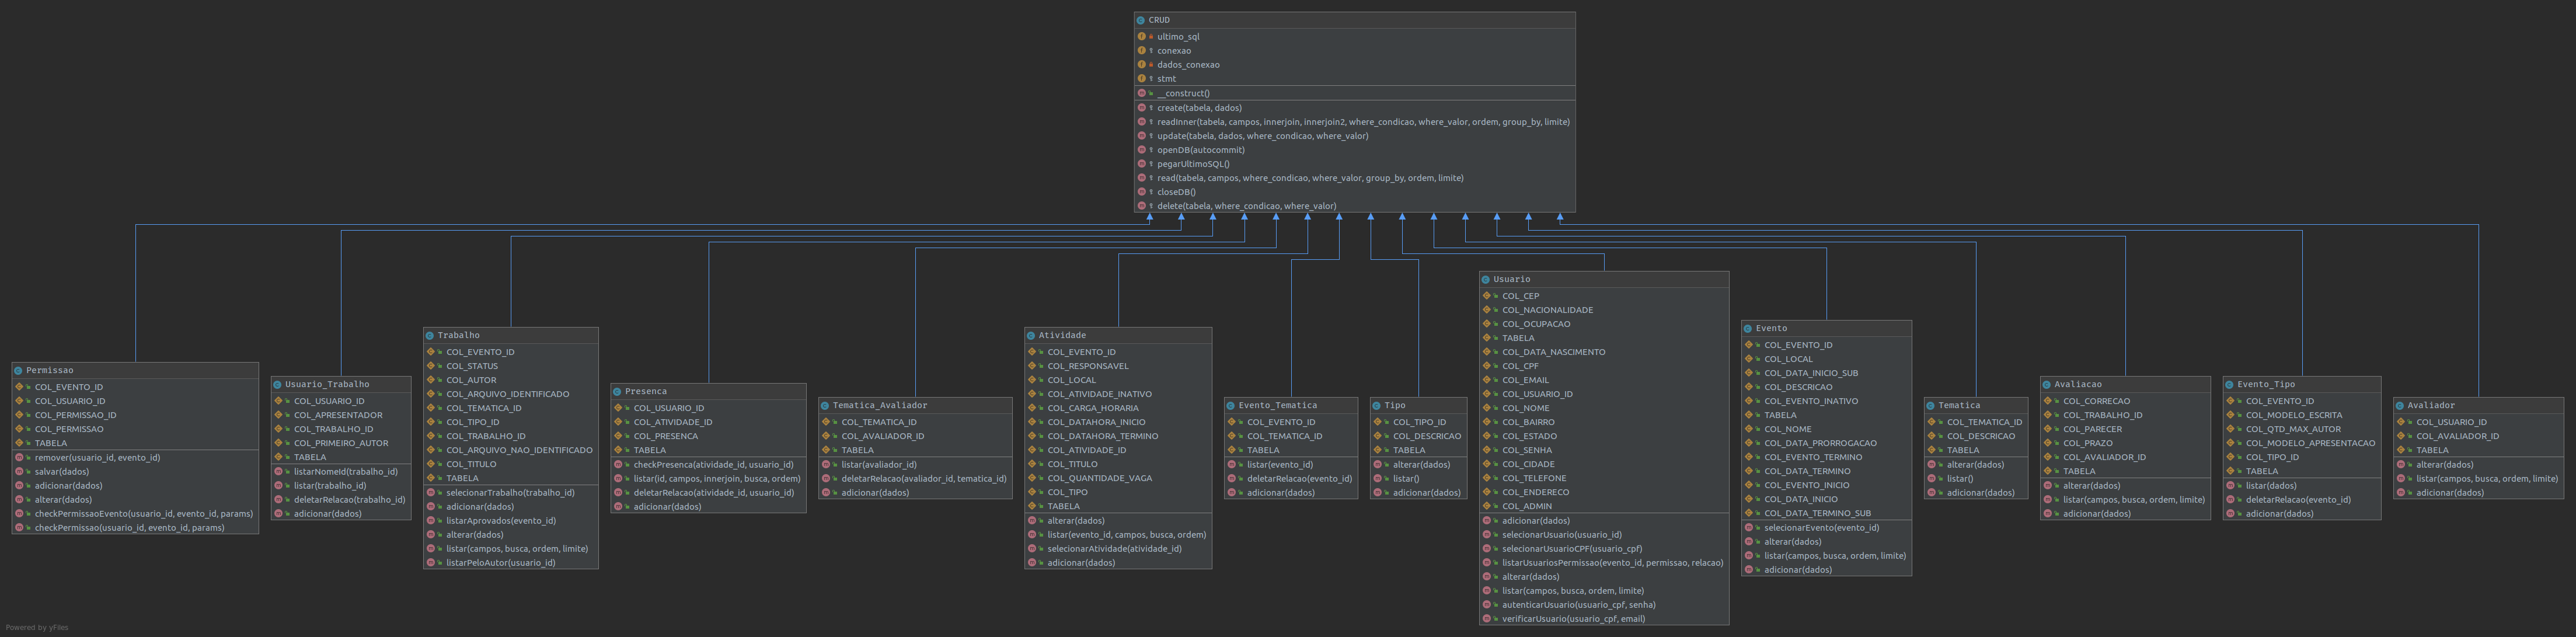 CRUD
ultimo_sql
conexao
dados_conexao
stmt
__construct()
create(tabela, dados)
readInner(tabela, campos, innerjoin, innerjoin2, where_condicao, where_valor, ordem, group_by, limite)
update(tabela, dados, where_condicao, where_valor)
openDB(autocommit)
pegarUltimoSQL()
read(tabela, campos, where_condicao, where_valor, group_by, ordem, limite)
closeDB()
delete(tabela, where_condicao, where_valor)
Permissao
COL_EVENTO_ID
COL_USUARIO_ID
COL_PERMISSAO_ID
COL_PERMISSAO
TABELA
remover(usuario_id, evento_id)
salvar(dados)
adicionar(dados)
alterar(dados)
checkPermissaoEvento(usuario_id, evento_id, params)
checkPermissao(usuario_id, evento_id, params)
Usuario_Trabalho
COL_USUARIO_ID
COL_APRESENTADOR
COL_TRABALHO_ID
COL_PRIMEIRO_AUTOR
TABELA
listarNomeId(trabalho_id)
listar(trabalho_id)
deletarRelacao(trabalho_id)
adicionar(dados)
Trabalho
COL_EVENTO_ID
COL_STATUS
COL_AUTOR
COL_ARQUIVO_IDENTIFICADO
COL_TEMATICA_ID
COL_TIPO_ID
COL_TRABALHO_ID
COL_ARQUIVO_NAO_IDENTIFICADO
COL_TITULO
TABELA
selecionarTrabalho(trabalho_id)
adicionar(dados)
listarAprovados(evento_id)
alterar(dados)
listar(campos, busca, ordem, limite)
listarPeloAutor(usuario_id)
Presenca
COL_USUARIO_ID
COL_ATIVIDADE_ID
COL_PRESENCA
TABELA
checkPresenca(atividade_id, usuario_id)
listar(id, campos, innerjoin, busca, ordem)
deletarRelacao(atividade_id, usuario_id)
adicionar(dados)
Tematica_Avaliador
COL_TEMATICA_ID
COL_AVALIADOR_ID
TABELA
listar(avaliador_id)
deletarRelacao(avaliador_id, tematica_id)
adicionar(dados)
Atividade
COL_EVENTO_ID
COL_RESPONSAVEL
COL_LOCAL
COL_ATIVIDADE_INATIVO
COL_CARGA_HORARIA
COL_DATAHORA_INICIO
COL_DATAHORA_TERMINO
COL_ATIVIDADE_ID
COL_TITULO
COL_QUANTIDADE_VAGA
COL_TIPO
TABELA
alterar(dados)
listar(evento_id, campos, busca, ordem)
selecionarAtividade(atividade_id)
adicionar(dados)
Evento_Tematica
COL_EVENTO_ID
COL_TEMATICA_ID
TABELA
listar(evento_id)
deletarRelacao(evento_id)
adicionar(dados)
Tipo
COL_TIPO_ID
COL_DESCRICAO
TABELA
alterar(dados)
listar()
adicionar(dados)
Usuario
COL_CEP
COL_NACIONALIDADE
COL_OCUPACAO
TABELA
COL_DATA_NASCIMENTO
COL_CPF
COL_EMAIL
COL_USUARIO_ID
COL_NOME
COL_BAIRRO
COL_ESTADO
COL_SENHA
COL_CIDADE
COL_TELEFONE
COL_ENDERECO
COL_ADMIN
adicionar(dados)
selecionarUsuario(usuario_id)
selecionarUsuarioCPF(usuario_cpf)
listarUsuariosPermissao(evento_id, permissao, relacao)
alterar(dados)
listar(campos, busca, ordem, limite)
autenticarUsuario(usuario_cpf, senha)
verificarUsuario(usuario_cpf, email)
Evento
COL_EVENTO_ID
COL_LOCAL
COL_DATA_INICIO_SUB
COL_DESCRICAO
COL_EVENTO_INATIVO
TABELA
COL_NOME
COL_DATA_PRORROGACAO
COL_EVENTO_TERMINO
COL_DATA_TERMINO
COL_EVENTO_INICIO
COL_DATA_INICIO
COL_DATA_TERMINO_SUB
selecionarEvento(evento_id)
alterar(dados)
listar(campos, busca, ordem, limite)
adicionar(dados)
Tematica
COL_TEMATICA_ID
COL_DESCRICAO
TABELA
alterar(dados)
listar()
adicionar(dados)
Avaliacao
COL_CORRECAO
COL_TRABALHO_ID
COL_PARECER
COL_PRAZO
COL_AVALIADOR_ID
TABELA
alterar(dados)
listar(campos, busca, ordem, limite)
adicionar(dados)
Evento_Tipo
COL_EVENTO_ID
COL_MODELO_ESCRITA
COL_QTD_MAX_AUTOR
COL_MODELO_APRESENTACAO
COL_TIPO_ID
TABELA
listar(dados)
deletarRelacao(evento_id)
adicionar(dados)
Avaliador
COL_USUARIO_ID
COL_AVALIADOR_ID
TABELA
alterar(dados)
listar(campos, busca, ordem, limite)
adicionar(dados)
Powered by yFiles